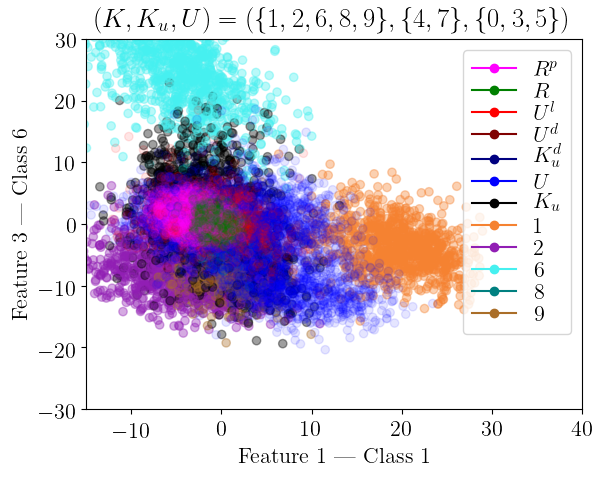 (K, K_u, U) = ({1, 2, 6, 8, 9}, {4, 7}, {0, 3, 5})
30
20
10
0
−10
−20
−30
−10
0
10
20
30
40
Feature 3 — Class 6
Feature 1 — Class 1
R^p
R
U^l
U^d
K_u^d
U
K_u
1
2
6
8
9